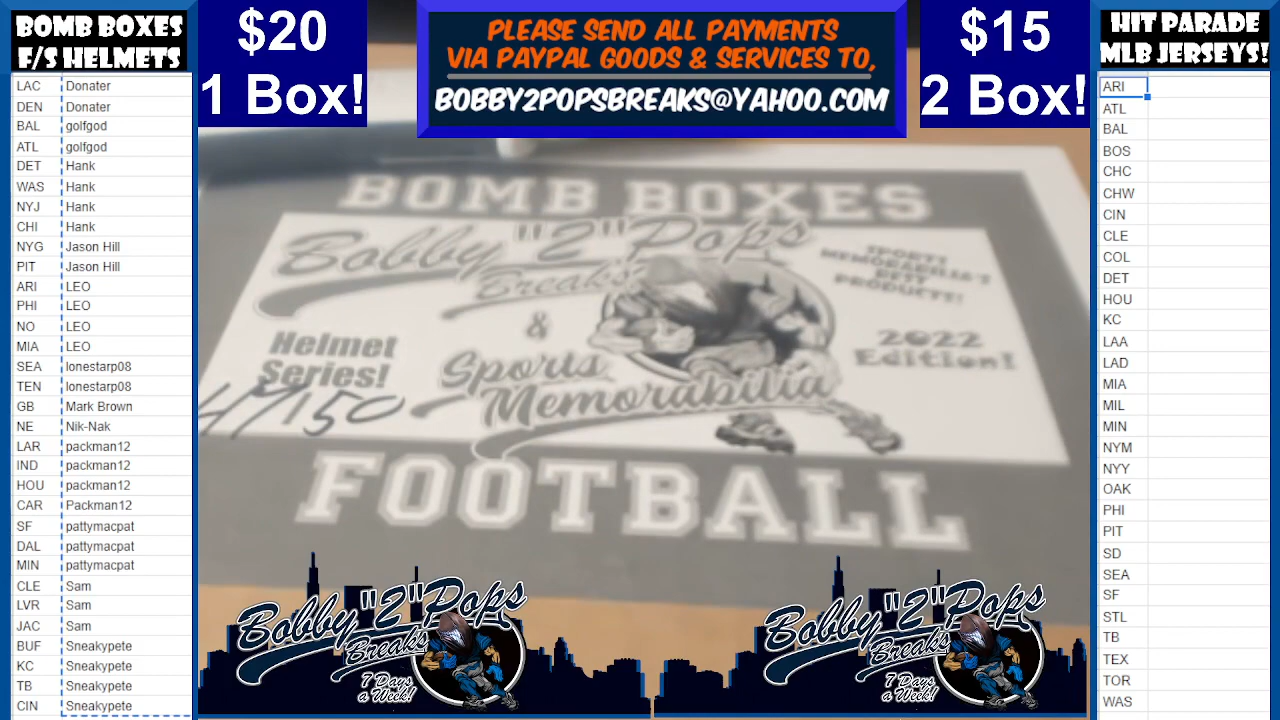 BOMB BOXES
F/S HELMETS
LAC Donater
DEN Donater
BAL golfgod
ATL golfgod
DET Hank
WAS Hank
NYJ Hank
CHI Hank
NYG Jason Hill
PIT Jason Hill
ARI LEO
PHI LEO
NO LEO
MIA LEO
SEA lonestarp08
TEN lonestarp08
GB Mark Brown
NE Nik-Nak
LAR packman12
IND packman12
HOU packman12
CAR Packman12
SF pattymacpat
DAL pattymacpat
MIN pattymacpat
CLE Sam
LVR Sam
JAC Sam
BUF Sneakypete
KC Sneakypete
TB Sneakypete
CIN Sneakypete
$20
1 Box!
PLEASE SEND ALL PAYMENTS
VIA PAYPAL GOODS & SERVICES TO,
BOBBY2POPSBREAKS@YAHOO.COM
$15
2 Box!
BOMB BOXES
Bobby "2" Pops
Breaks
&
Sports
Memorabilia
SPORTS
MEMORABILIA'S
BEST
PRODUCTS!
Helmet
Series!
2022
Edition!
47/150
FOOTBALL
Bobby "2" Pops
Breaks
7 Days
a Week!
Bobby "2" Pops
Breaks
7 Days
a Week!
HIT PARADE
MLB JERSEYS!
ARI
ATL
BAL
BOS
CHC
CHW
CIN
CLE
COL
DET
HOU
KC
LAA
LAD
MIA
MIL
MIN
NYM
NYY
OAK
PHI
PIT
SD
SEA
SF
STL
TB
TEX
TOR
WAS